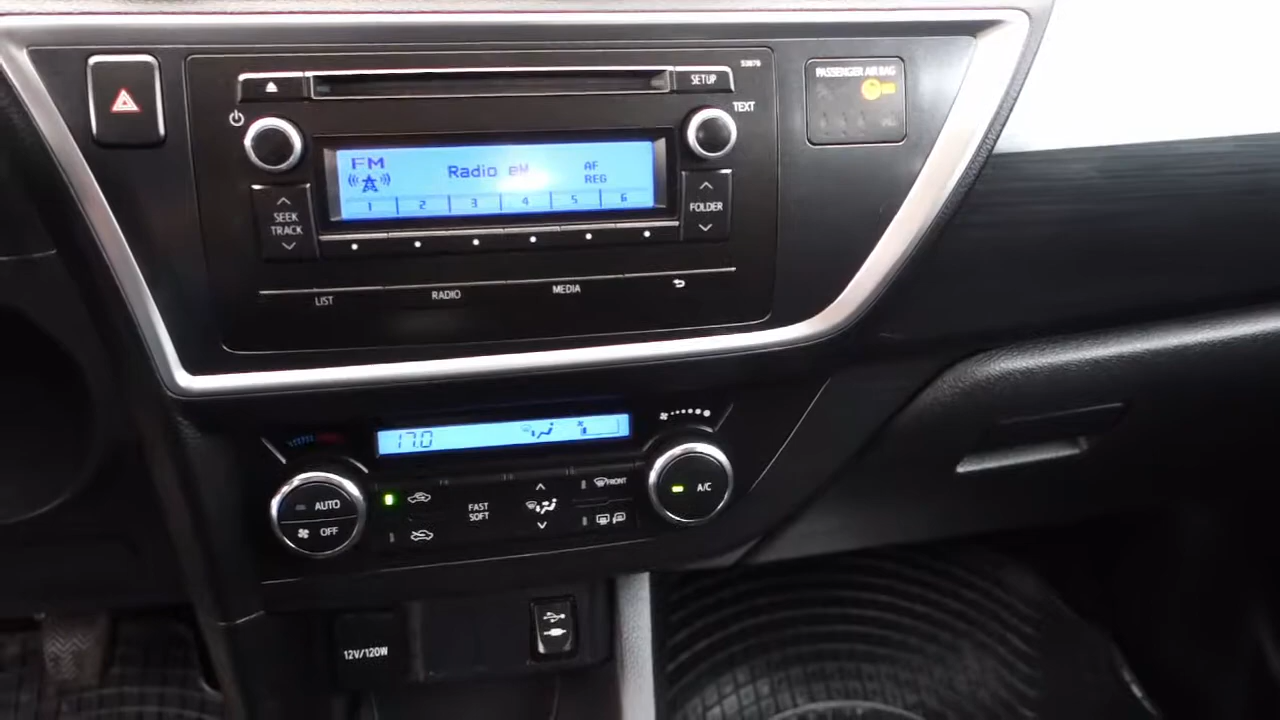 53876
SETUP
PASSENGER AIR BAG
TEXT
FM
Radio eM
AF
REG
1 2 3 4 5 6
SEEK
TRACK
FOLDER
LIST
RADIO
MEDIA
17.0
AUTO
OFF
FAST
SOFT
FRONT
A/C
12V/120W